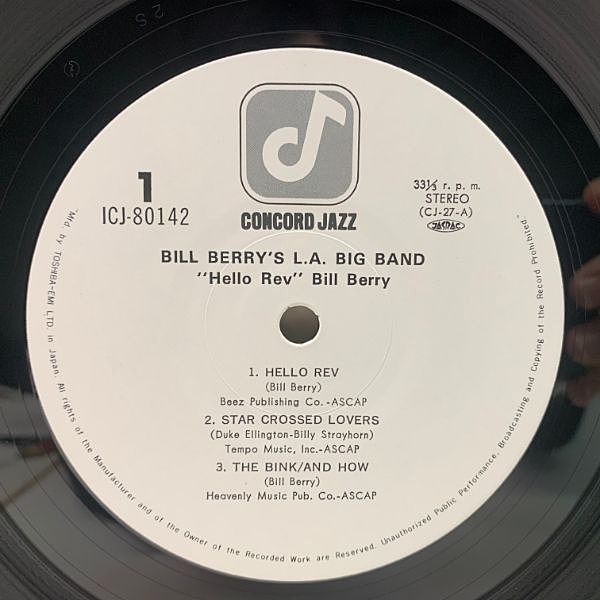 1
ICJ-80142
CONCORD JAZZ
33⅓ r. p. m.
STEREO
(CJ-27-A)
JASRAC
BILL BERRY'S L.A. BIG BAND
"Hello Rev" Bill Berry
1. HELLO REV
(Bill Berry)
Beez Publishing Co.-ASCAP
2. STAR CROSSED LOVERS
(Duke Ellington-Billy Strayhorn)
Tempo Music, Inc.-ASCAP
3. THE BINK/AND HOW
(Bill Berry)
Heavenly Music Pub. Co.-ASCAP
"Mfd by TOSHIBA-EMI LTD. in Japan. All rights of the Manufacturer and of the Owner of the Recorded Work are Reserved. Unauthorized Public Performance, Broadcasting and Copying of the Record Prohibited."
2S